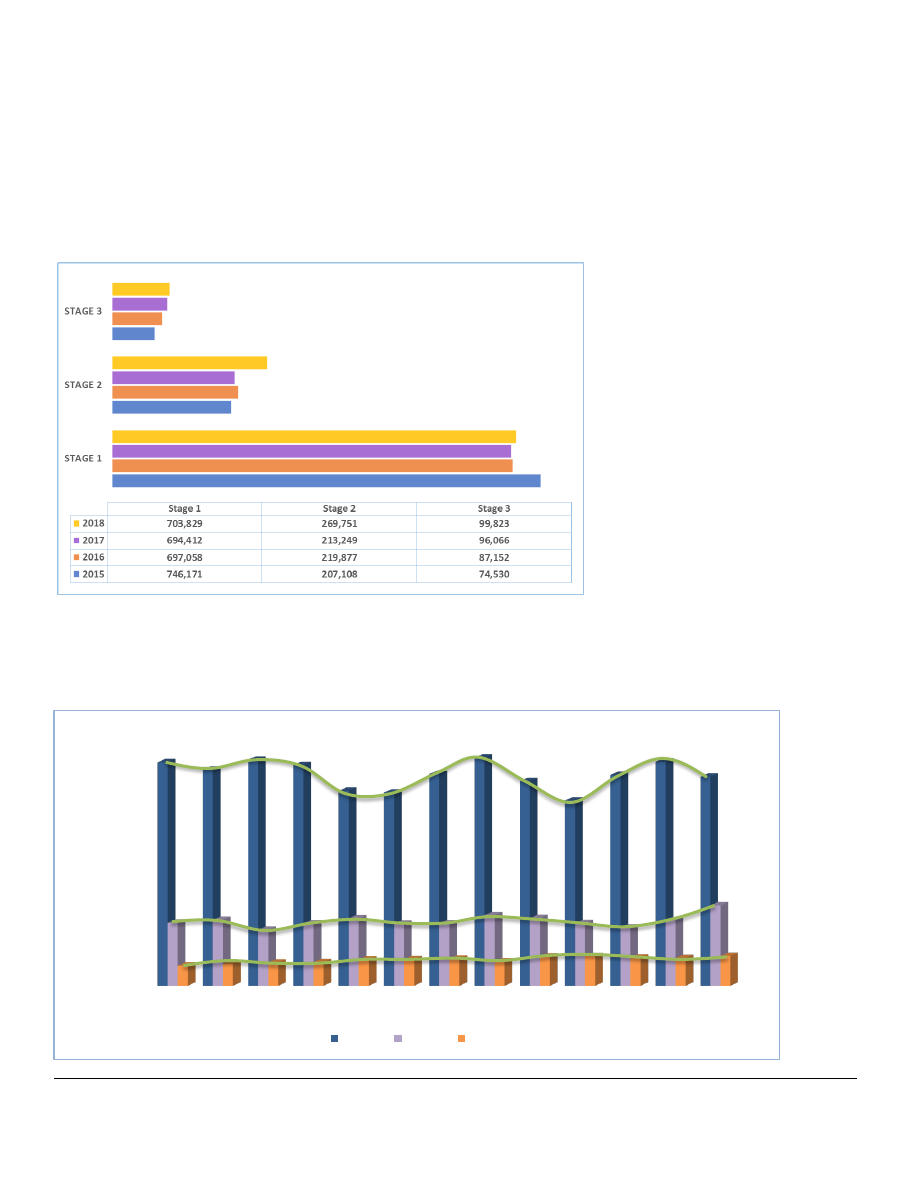 STAGE 3
STAGE 2
STAGE 1
Stage 1 Stage 2 Stage 3
2018 703,829 269,751 99,823
2017 694,412 213,249 96,066
2016 697,058 219,877 87,152
2015 746,171 207,108 74,530